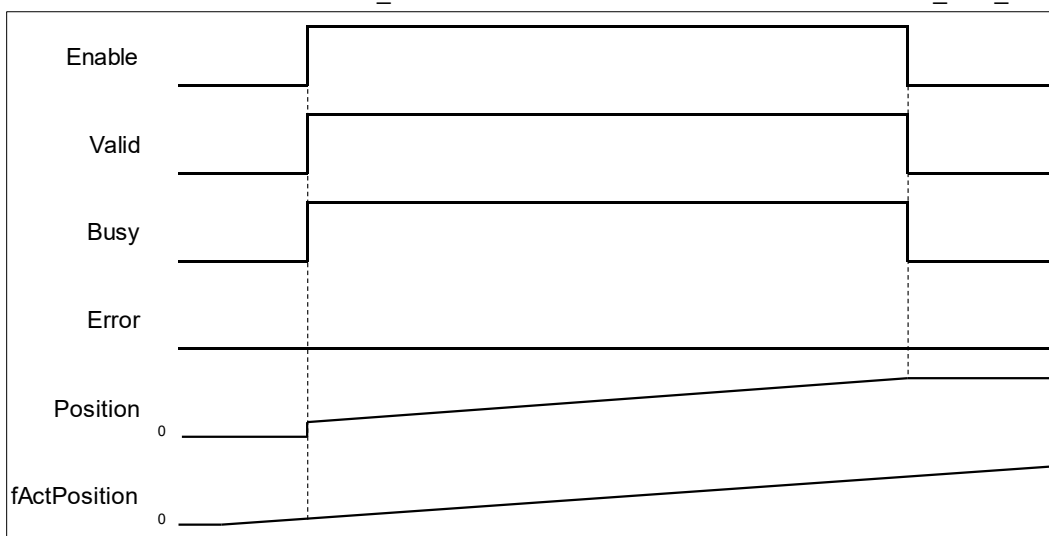 Enable
Valid
Busy
Error
Position
0
fActPosition
0